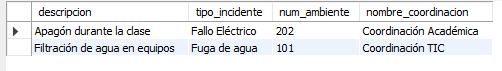 descripcion tipo_incidente num_ambiente nombre_coordinacion
Apagón durante la clase Fallo Eléctrico 202 Coordinación Académica
Filtración de agua en equipos Fuga de agua 101 Coordinación TIC